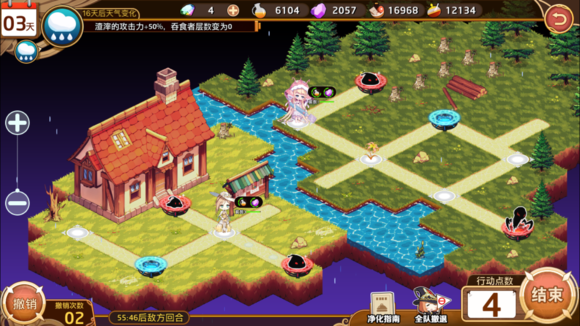 03天
16天后天气变化
4
6104
2057
16968
12134
渣滓的攻击力+50%，吞食者层数变为0
撤销
撤销次数
02
55:46后敌方回合
净化指南
全队撤退
行动点数
4
结束